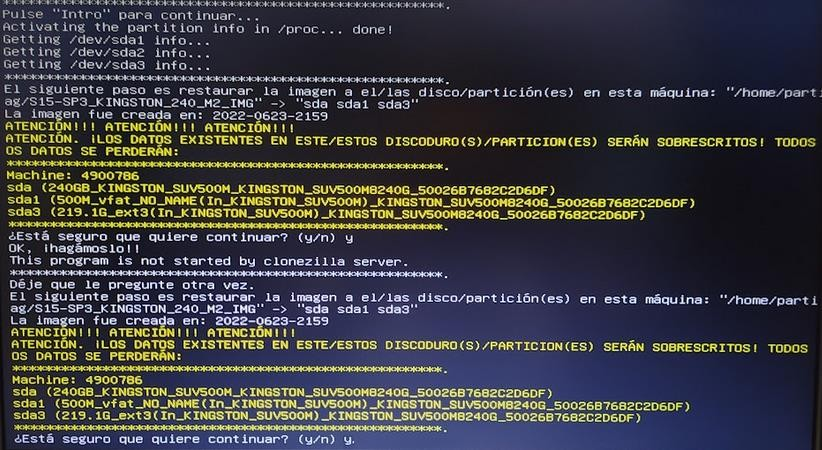 *******************************************************.
Pulse "Intro" para continuar...
Activating the partition info in /proc... done!
Getting /dev/sda1 info...
Getting /dev/sda2 info...
Getting /dev/sda3 info...
*******************************************************.
El siguiente paso es restaurar la imagen a el/las disco/partición(es) en esta máquina: "/home/parti
ag/S15-SP3_KINGSTON_240_M2_IMG" -> "sda sda1 sda3"
La imagen fue creada en: 2022-0623-2159
ATENCIÓN!!! ATENCIÓN!!! ATENCIÓN!!!
ATENCIÓN. ¡LOS DATOS EXISTENTES EN ESTE/ESTOS DISCODURO(S)/PARTICION(ES) SERÁN SOBRESCRITOS! TODOS
OS DATOS SE PERDERÁN:
*******************************************************.
Machine: 4900786
sda (240GB_KINGSTON_SUV500M_KINGSTON_SUV500M8240G_50026B7682C2D6DF)
sda1 (500M_vfat_NO_NAME(In_KINGSTON_SUV500M)_KINGSTON_SUV500M8240G_50026B7682C2D6DF)
sda3 (219.1G_ext3(In_KINGSTON_SUV500M)_KINGSTON_SUV500M8240G_50026B7682C2D6DF)
*******************************************************.
¿Está seguro que quiere continuar? (y/n) y
OK, ¡hagámoslo!!
This program is not started by clonezilla server.
*******************************************************.
Déje que le pregunte otra vez.
El siguiente paso es restaurar la imagen a el/las disco/partición(es) en esta máquina: "/home/parti
ag/S15-SP3_KINGSTON_240_M2_IMG" -> "sda sda1 sda3"
La imagen fue creada en: 2022-0623-2159
ATENCIÓN!!! ATENCIÓN!!! ATENCIÓN!!!
ATENCIÓN. ¡LOS DATOS EXISTENTES EN ESTE/ESTOS DISCODURO(S)/PARTICION(ES) SERÁN SOBRESCRITOS! TODOS
OS DATOS SE PERDERÁN:
*******************************************************.
Machine: 4900786
sda (240GB_KINGSTON_SUV500M_KINGSTON_SUV500M8240G_50026B7682C2D6DF)
sda1 (500M_vfat_NO_NAME(In_KINGSTON_SUV500M)_KINGSTON_SUV500M8240G_50026B7682C2D6DF)
sda3 (219.1G_ext3(In_KINGSTON_SUV500M)_KINGSTON_SUV500M8240G_50026B7682C2D6DF)
*******************************************************.
¿Está seguro que quiere continuar? (y/n) y